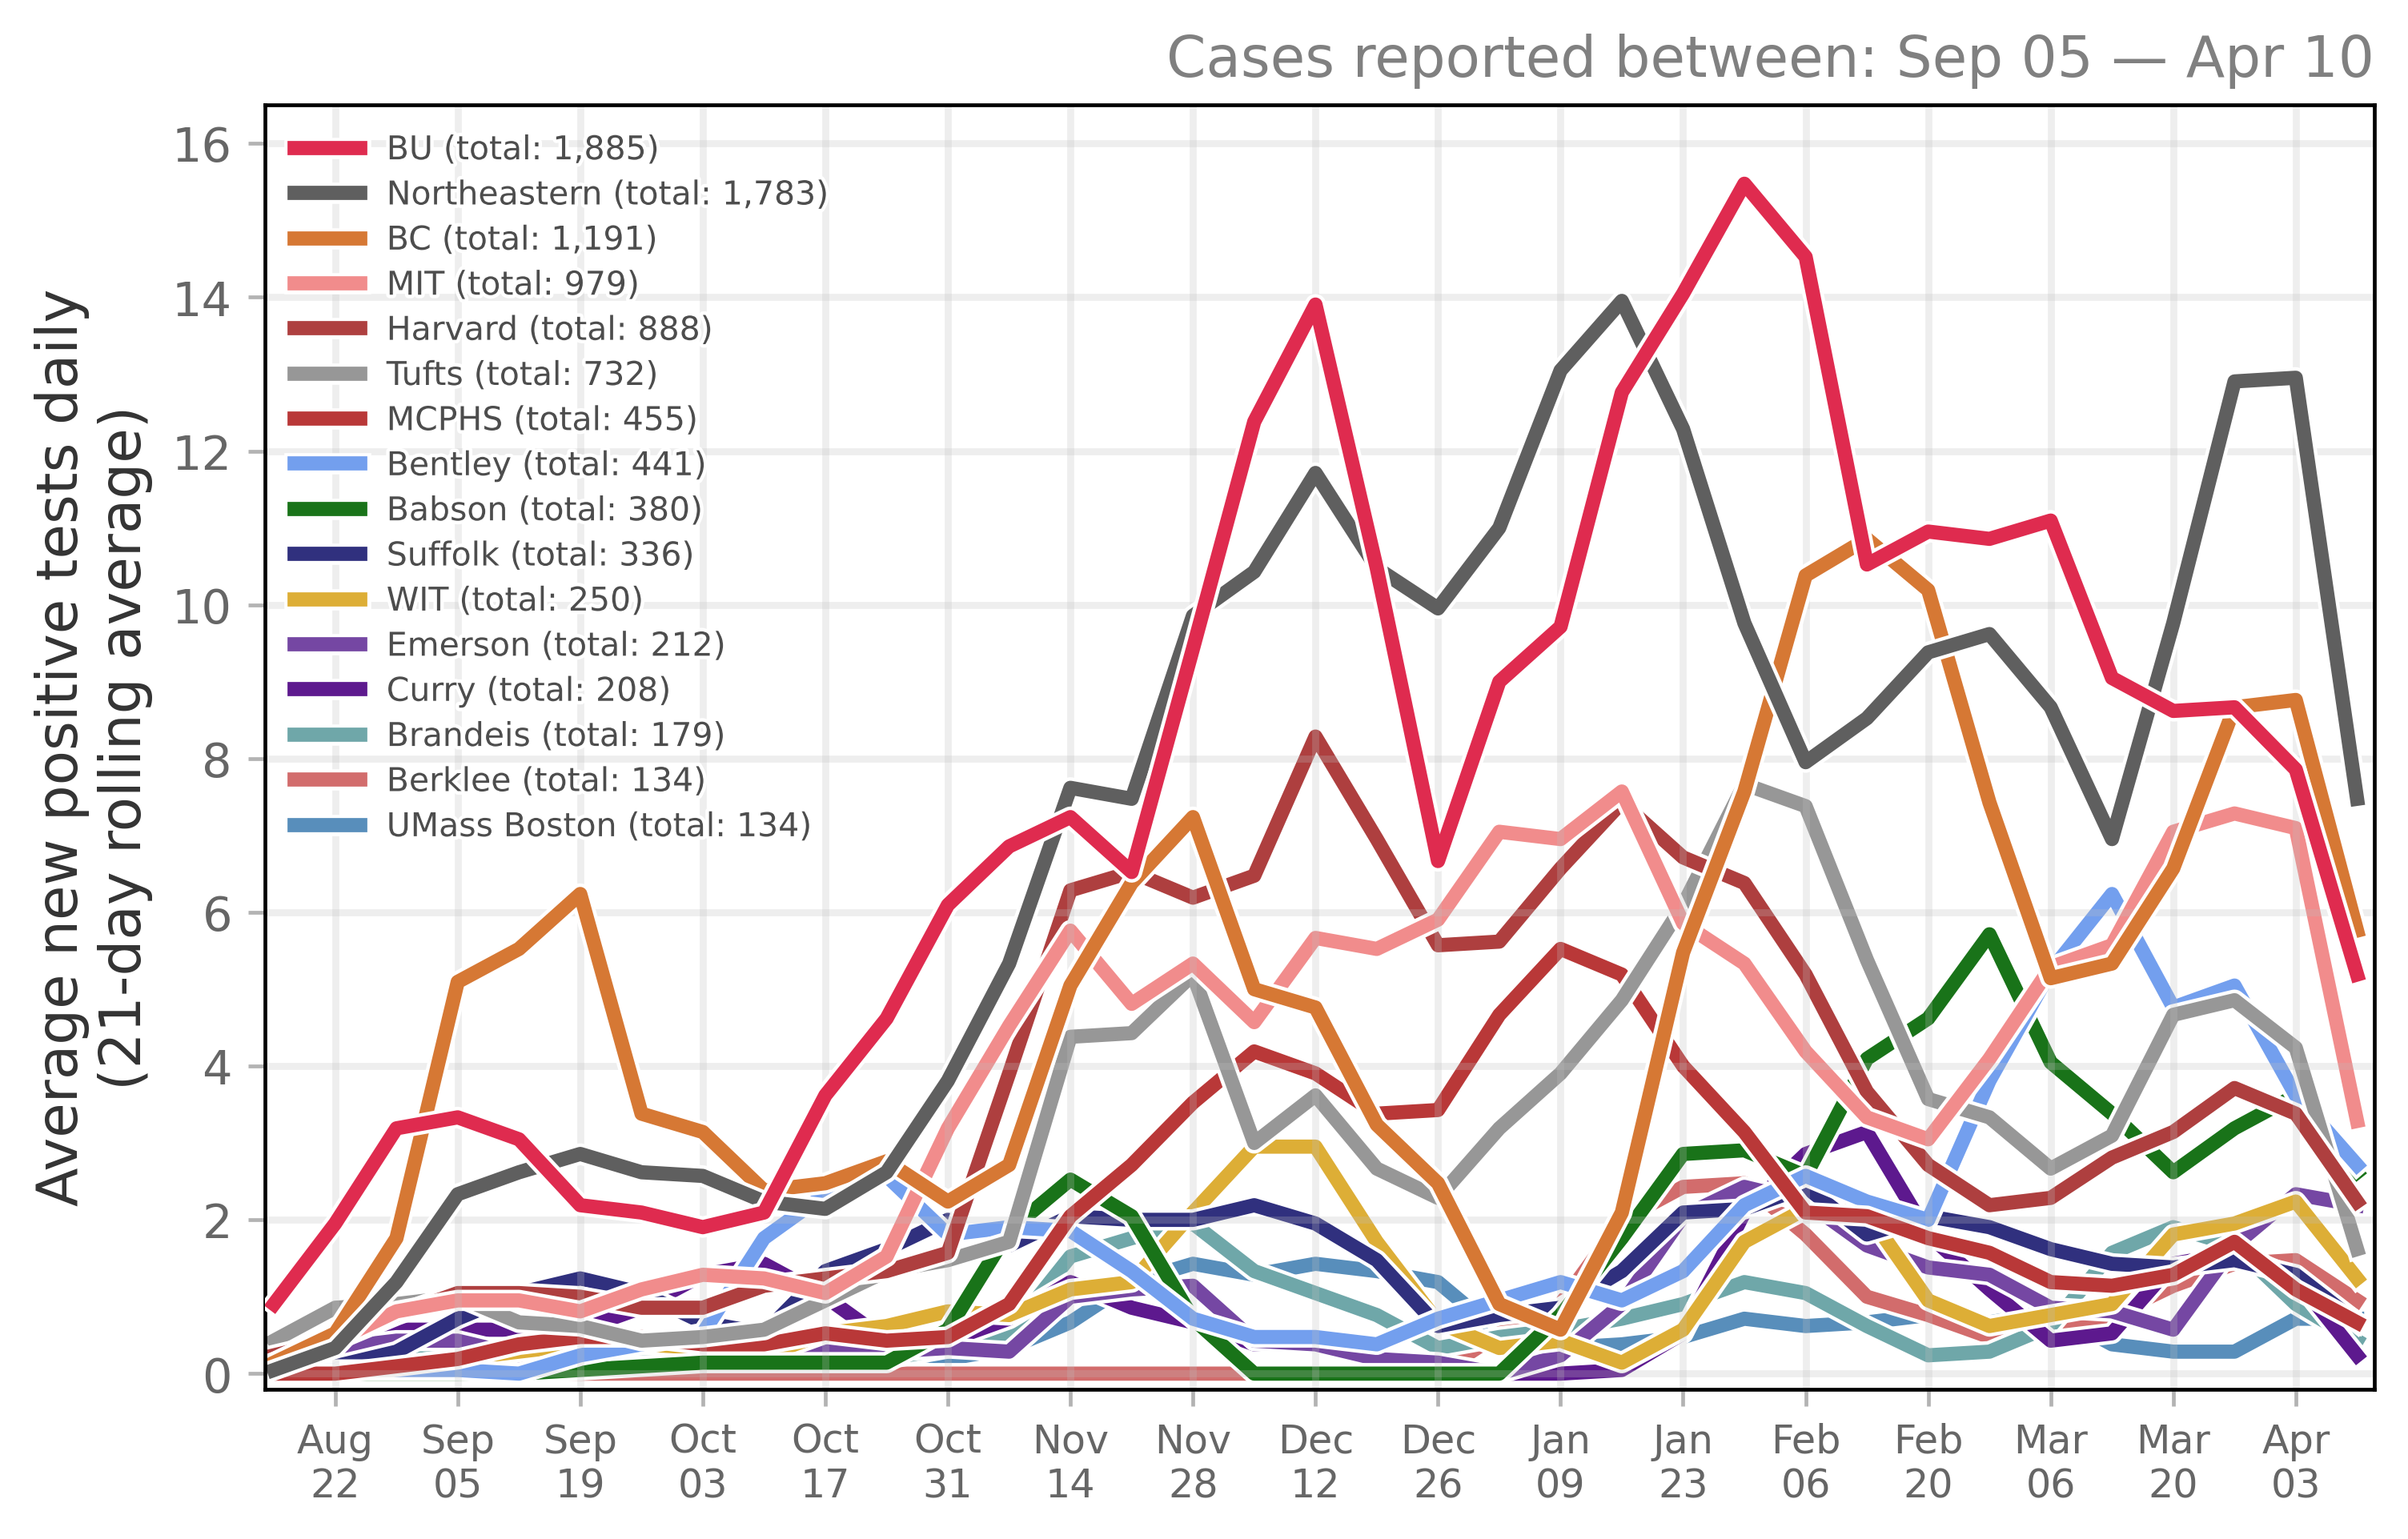 Cases reported between: Sep 05 — Apr 10
Average new positive tests daily
(21-day rolling average)
16
14
12
10
8
6
4
2
0
BU (total: 1,885)
Northeastern (total: 1,783)
BC (total: 1,191)
MIT (total: 979)
Harvard (total: 888)
Tufts (total: 732)
MCPHS (total: 455)
Bentley (total: 441)
Babson (total: 380)
Suffolk (total: 336)
WIT (total: 250)
Emerson (total: 212)
Curry (total: 208)
Brandeis (total: 179)
Berklee (total: 134)
UMass Boston (total: 134)
Aug Sep Sep Oct Oct Oct Nov Nov Dec Dec Jan Jan Feb Feb Mar Mar Apr
22 05 19 03 17 31 14 28 12 26 09 23 06 20 06 20 03